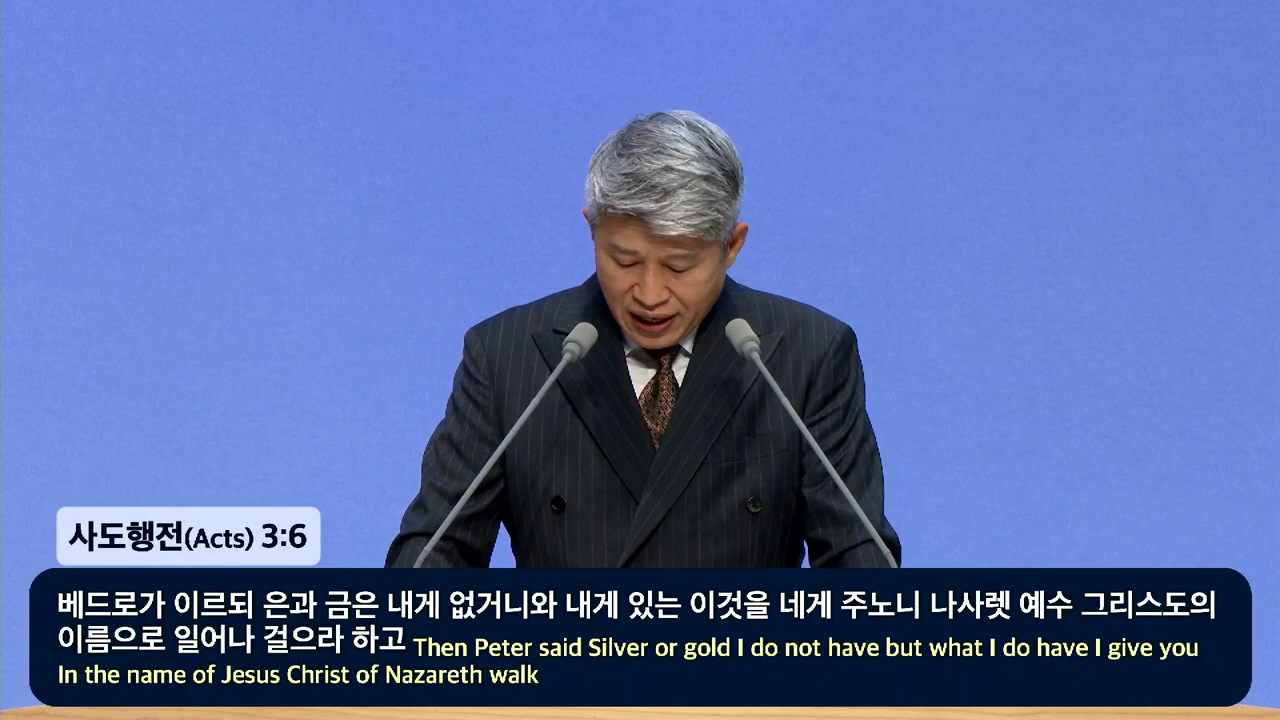 사도행전(Acts) 3:6
베드로가 이르되 은과 금은 내게 없거니와 내게 있는 이것을 네게 주노니 나사렛 예수 그리스도의
이름으로 일어나 걸으라 하고 Then Peter said Silver or gold I do not have but what I do have I give you
In the name of Jesus Christ of Nazareth walk